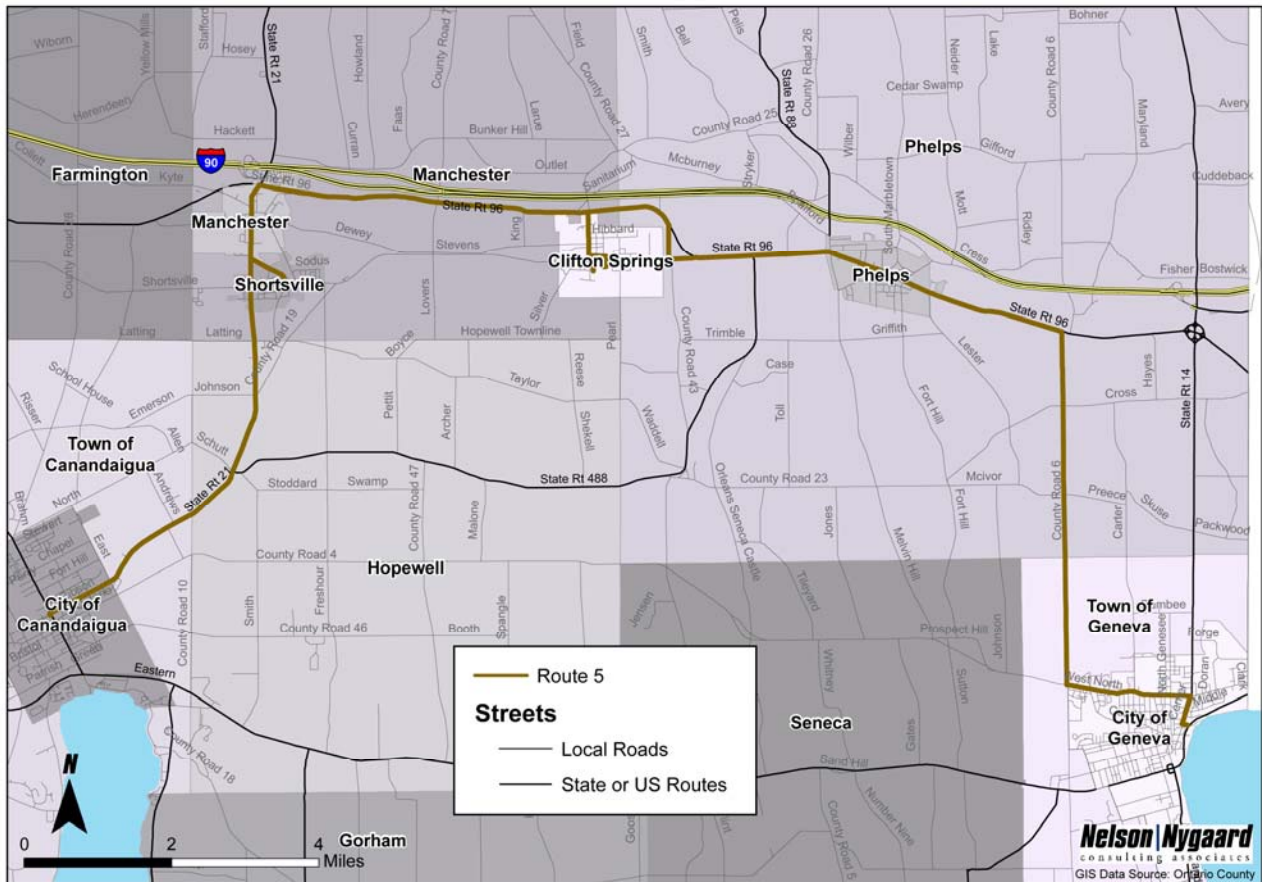 Wiborn
Yellow Mills
Stafford
Hosey
State Rt 21
Howland
County Road 7
Field
County Road 27
Smith
Bell
Pelis
State Rt 88
County Road 26
Neider
Lake
Bohner
County Road 6
Cedar Swamp
Herendeen
Hackett
Curran
Faas
Bunker Hill
Larue
County Road 25
Wilber
Phelps
Gifford
Maryland
Avery
Collett
Kyte
90
Farmington
State Rt 96
Manchester
Outlet
Sanitarium
Mcburney
Stryker
South Marbletown
Mott
Ridley
Cuddeback
County Road 28
Manchester
State Rt 96
King
Hibbard
Dewey
Stevens
Clifton Springs
State Rt 96
Phelps
Cress
Fisher
Bostwick
Shortsville
Sodus
Shortsville
Lovers
Silver
Latting
Latting
County Road 19
Hopewell Townline
Pearl
Trimble
Griffith
State Rt 96
Lester
Boyce
County Road 43
Case
Hayes
State Rt 14
School House
Risser
Emerson
Johnson
Pettit
Archer
Taylor
Reese
Shekell
Waddell
Toll
Fort Hill
Cross
Town of
Canandaigua
Allen
Schutt
State Rt 21
Andrews
North
State Rt 488
Stoddard
Swamp
County Road 47
Malone
County Road 23
Orleans Seneca Castle
Jones
Mcivor
Fort Hill
County Road 6
Preece
Carter
Skuse
Packwood
Brahm
Stewart
Chapel
East
Fort Hill
County Road 4
Hopewell
Melvin Hill
Tileyard
City of
Canandaigua
County Road 10
Smith
Freshour
County Road 46
Booth
Spangle
Jensen
Prospect Hill
Johnson
Town of
Geneva
North Genesee
Forge
Doran
Clark
Bristol
Parrish
Eastern
Whitney
Sutton
West North
Middle
Route 5
Streets
Local Roads
State or US Routes
Seneca
Gates
City of
Geneva
Sand Hill
County Road 18
N
Number Nine
County Road 5
Gorham
0 2 4
Miles
Nelson|Nygaard
consulting associates
GIS Data Source: Ontario County